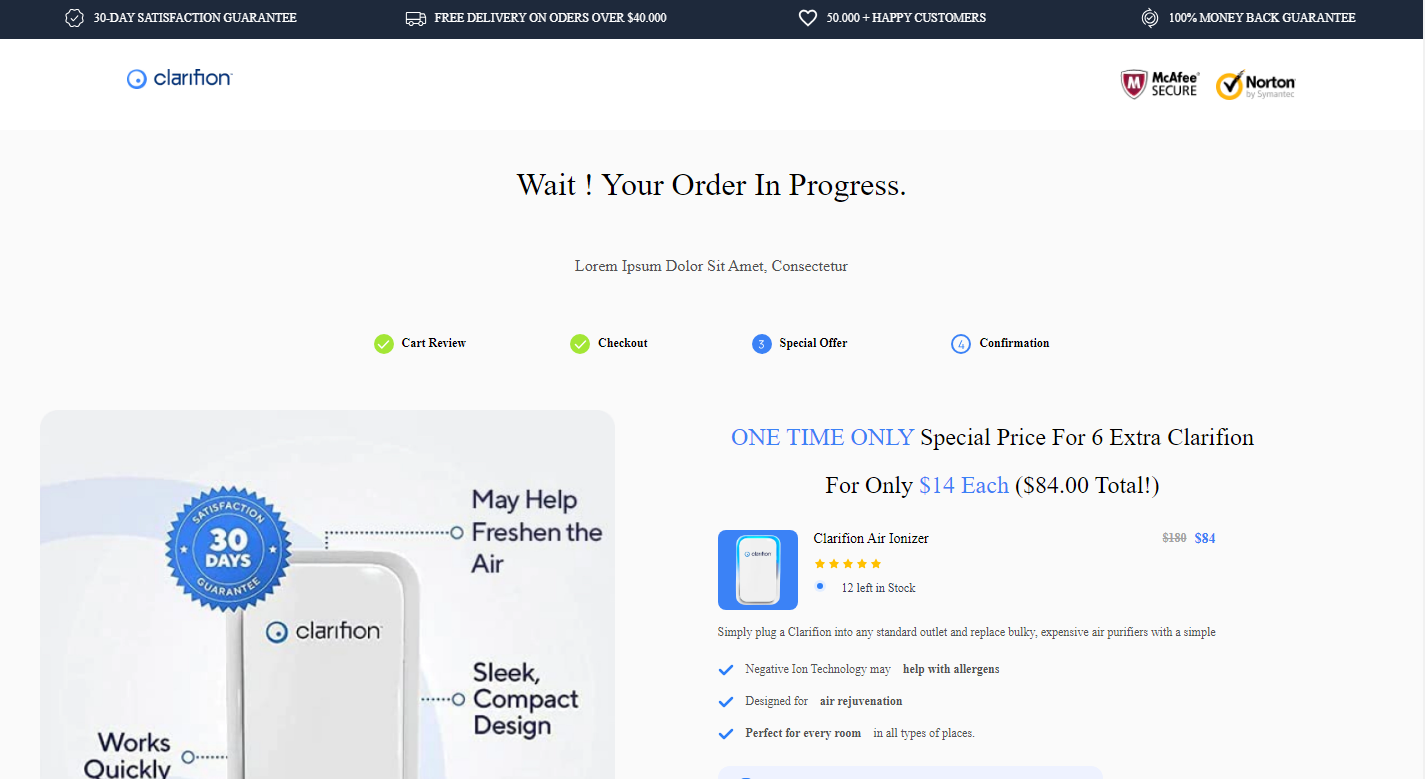 30-DAY SATISFACTION GUARANTEE
FREE DELIVERY ON ODERS OVER $40.000
50.000 + HAPPY CUSTOMERS
100% MONEY BACK GUARANTEE
clarifion
McAfee
SECURE
Norton
by Symantec
Wait ! Your Order In Progress.
Lorem Ipsum Dolor Sit Amet, Consectetur
Cart Review
Checkout
3 Special Offer
4 Confirmation
SATISFACTION
30
DAYS
GUARANTEE
May Help
Freshen the
Air
clarifion
Sleek,
Compact
Design
Works
Quickly
ONE TIME ONLY Special Price For 6 Extra Clarifion
For Only $14 Each ($84.00 Total!)
clarifion
Clarifion Air Ionizer
$180 $84
12 left in Stock
Simply plug a Clarifion into any standard outlet and replace bulky, expensive air purifiers with a simple
Negative Ion Technology may help with allergens
Designed for air rejuvenation
Perfect for every room in all types of places.